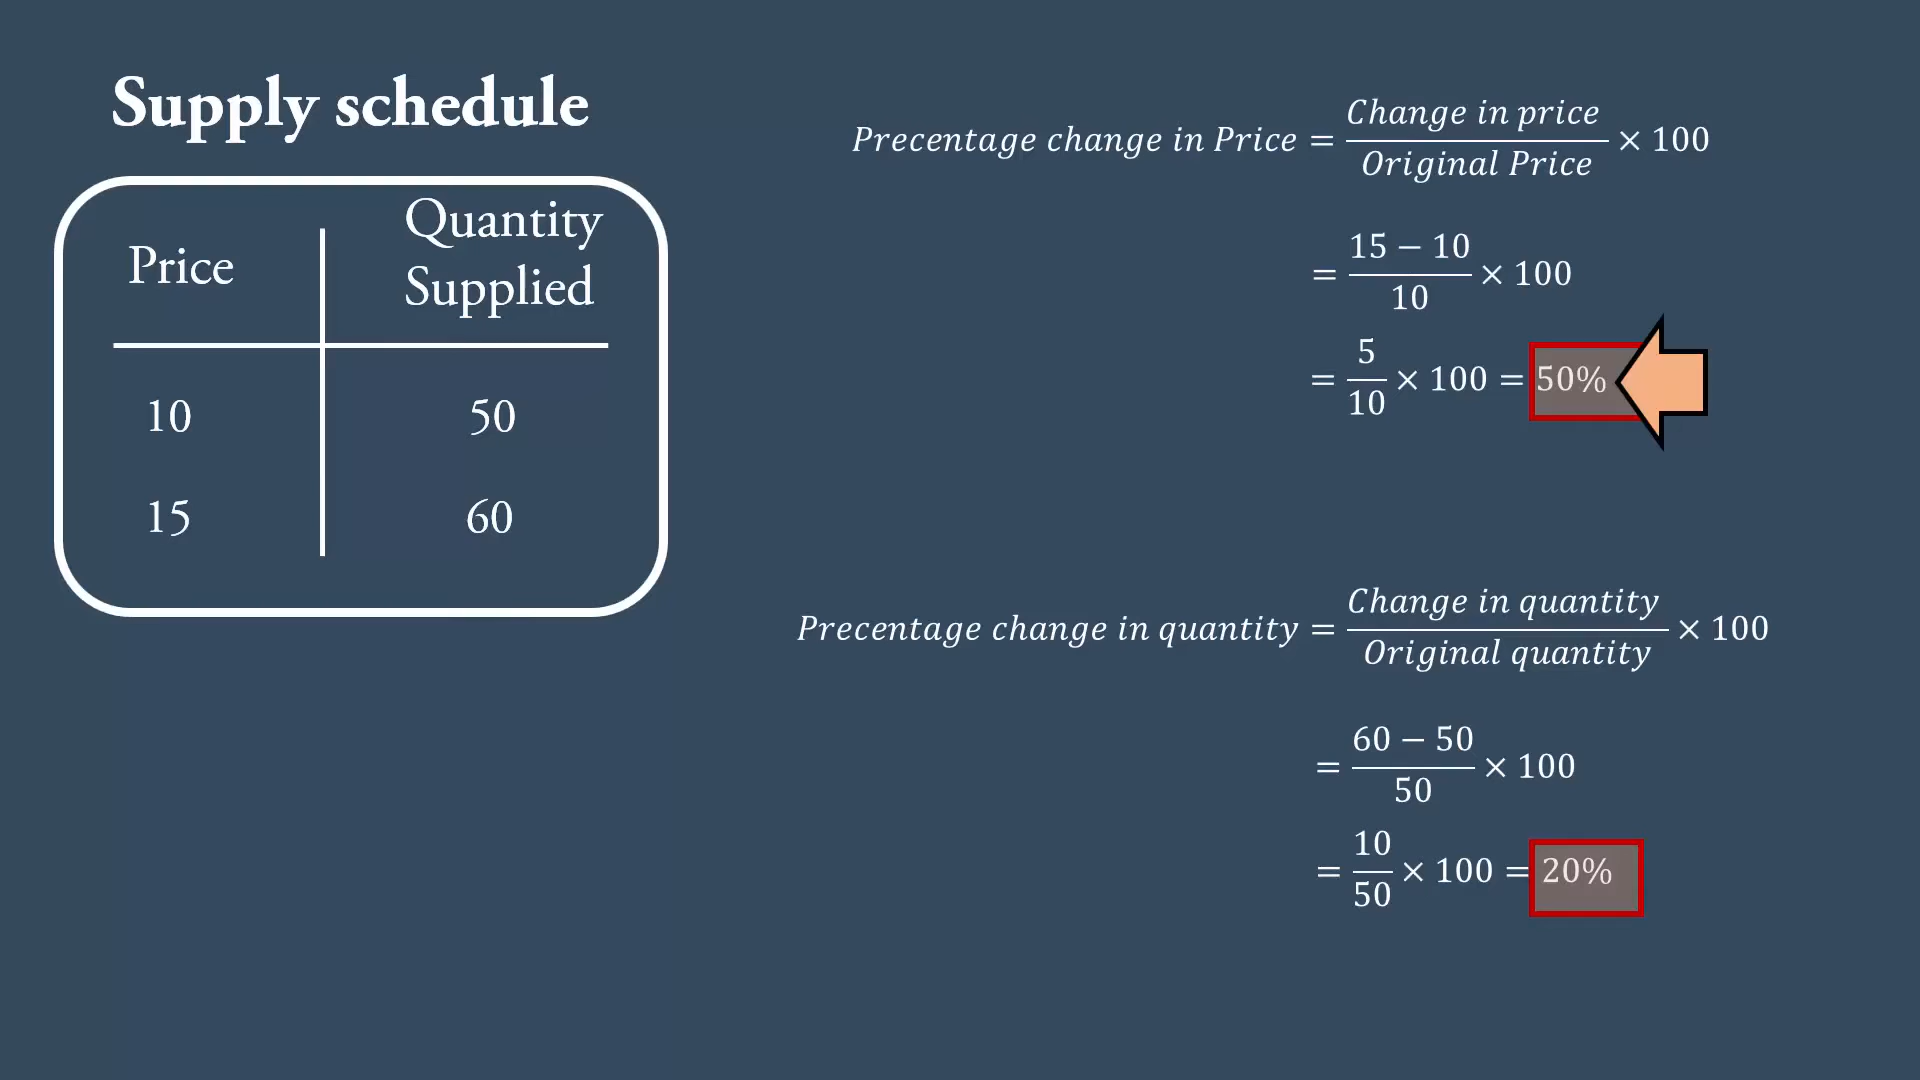 Supply schedule
Price
Quantity
Supplied
10 50
15 60
Precentage change in Price = Change in price / Original Price × 100
= 15 − 10 / 10 × 100
= 5 / 10 × 100 = 50%
Precentage change in quantity = Change in quantity / Original quantity × 100
= 60 − 50 / 50 × 100
= 10 / 50 × 100 = 20%